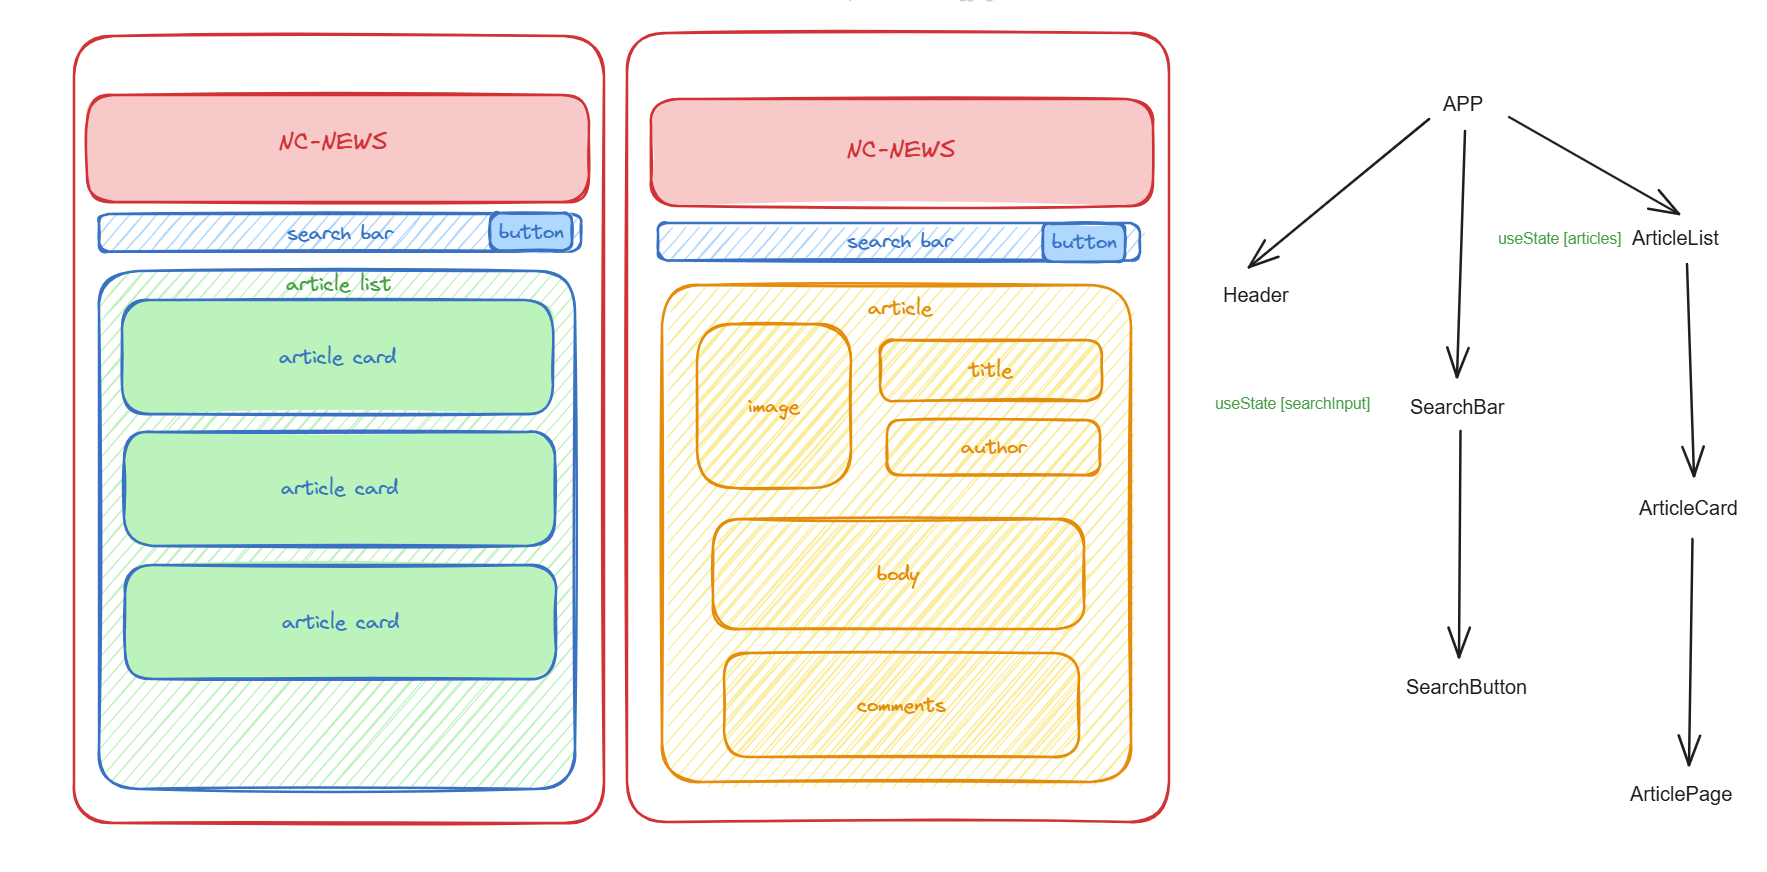 NC-NEWS
search bar
button
article list
article card
article card
article card
NC-NEWS
search bar
button
article
image
title
author
body
comments
APP
Header
useState [articles]
ArticleList
useState [searchInput]
SearchBar
ArticleCard
SearchButton
ArticlePage